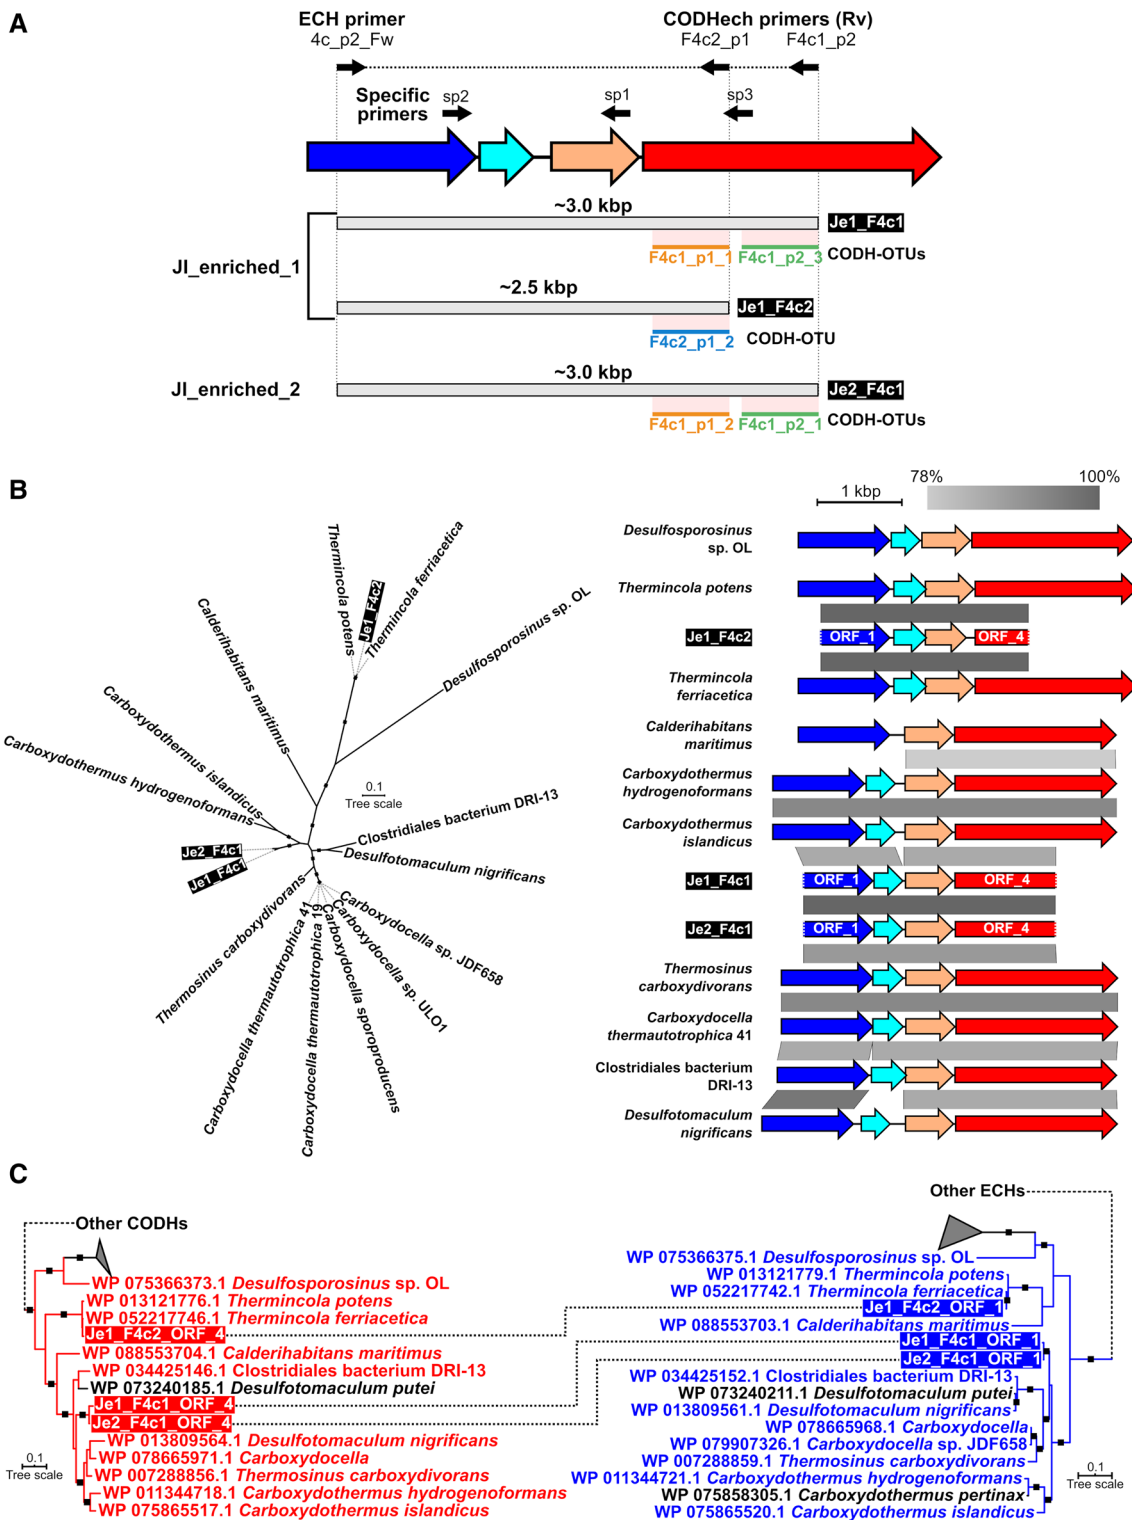 A
ECH primer
4c_p2_Fw
CODHech primers (Rv)
F4c2_p1
F4c1_p2
Specific
primers
sp2
sp1
sp3
~3.0 kbp
Je1_F4c1
F4c1_p1_1
F4c1_p2_3
CODH-OTUs
JI_enriched_1
~2.5 kbp
Je1_F4c2
F4c2_p1_2
CODH-OTU
~3.0 kbp
JI_enriched_2
Je2_F4c1
F4c1_p1_2
F4c1_p2_1
CODH-OTUs
B
Thermincola potens
Je1_F4c2
Thermincola ferriacetica
Desulfosporosinus sp. OL
Calderihabitans maritimus
Carboxydothermus islandicus
Carboxydothermus hydrogenoformans
0.1
Tree scale
Clostridiales bacterium DRI-13
Desulfotomaculum nigrificans
Je2_F4c1
Je1_F4c1
Thermosinus carboxydivorans
Carboxydocella thermautotrophica 41
Carboxydocella thermautotrophica 19
Carboxydocella sporoproducens
Carboxydocella sp. ULO1
Carboxydocella sp. JDF658
1 kbp
78%
100%
Desulfosporosinus
sp. OL
Thermincola potens
Je1_F4c2
ORF_1
ORF_4
Thermincola
ferriacetica
Calderihabitans
maritimus
Carboxydothermus
hydrogenoformans
Carboxydothermus
islandicus
Je1_F4c1
ORF_1
ORF_4
Je2_F4c1
ORF_1
ORF_4
Thermosinus
carboxydivorans
Carboxydocella
thermautotrophica 41
Clostridiales bacterium
DRI-13
Desulfotomaculum
nigrificans
C
Other CODHs
WP 075366373.1 Desulfosporosinus sp. OL
WP 013121776.1 Thermincola potens
WP 052217746.1 Thermincola ferriacetica
Je1_F4c2_ORF_4
WP 088553704.1 Calderihabitans maritimus
WP 034425146.1 Clostridiales bacterium DRI-13
WP 073240185.1 Desulfotomaculum putei
Je1_F4c1_ORF_4
Je2_F4c1_ORF_4
WP 013809564.1 Desulfotomaculum nigrificans
WP 078665971.1 Carboxydocella
WP 007288856.1 Thermosinus carboxydivorans
WP 011344718.1 Carboxydothermus hydrogenoformans
WP 075865517.1 Carboxydothermus islandicus
0.1
Tree scale
Other ECHs
WP 075366375.1 Desulfosporosinus sp. OL
WP 013121779.1 Thermincola potens
WP 052217742.1 Thermincola ferriacetica
Je1_F4c2_ORF_1
WP 088553703.1 Calderihabitans maritimus
Je1_F4c1_ORF_1
Je2_F4c1_ORF_1
WP 034425152.1 Clostridiales bacterium DRI-13
WP 073240211.1 Desulfotomaculum putei
WP 013809561.1 Desulfotomaculum nigrificans
WP 078665968.1 Carboxydocella
WP 079907326.1 Carboxydocella sp. JDF658
WP 007288859.1 Thermosinus carboxydivorans
WP 011344721.1 Carboxydothermus hydrogenoformans
WP 075858305.1 Carboxydothermus pertinax
WP 075865520.1 Carboxydothermus islandicus
0.1
Tree scale